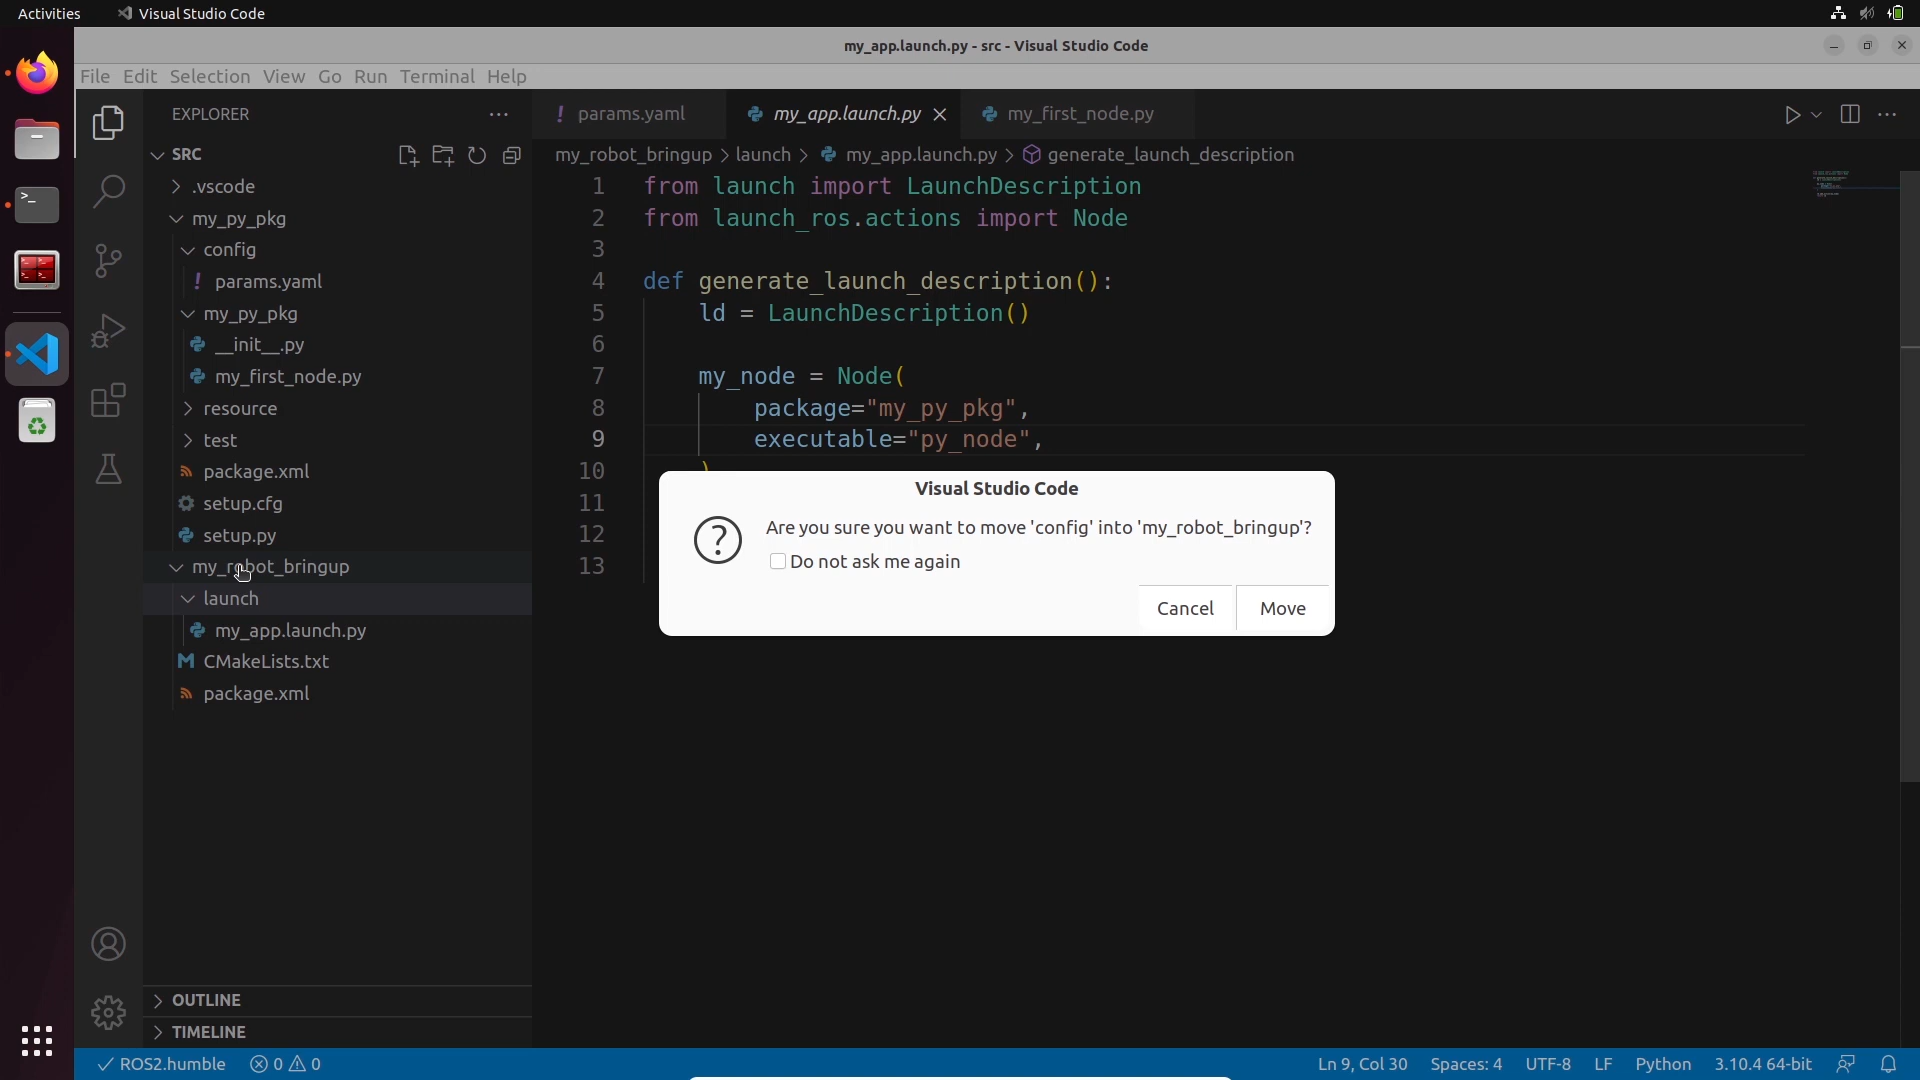 Activities
Visual Studio Code
my_app.launch.py - src - Visual Studio Code
File Edit Selection View Go Run Terminal Help
EXPLORER
params.yaml
my_app.launch.py
my_first_node.py
SRC
my_robot_bringup > launch > my_app.launch.py > generate_launch_description
.vscode
my_py_pkg
config
params.yaml
my_py_pkg
__init__.py
my_first_node.py
resource
test
package.xml
setup.cfg
setup.py
my_robot_bringup
launch
my_app.launch.py
CMakeLists.txt
package.xml
OUTLINE
TIMELINE
1 from launch import LaunchDescription
2 from launch_ros.actions import Node
3
4 def generate_launch_description():
5 ld = LaunchDescription()
6
7 my_node = Node(
8 package="my_py_pkg",
9 executable="py_node",
10 )
11
12
13
Visual Studio Code
Are you sure you want to move 'config' into 'my_robot_bringup'?
Do not ask me again
Cancel
Move
ROS2.humble
0
0
Ln 9, Col 30
Spaces: 4
UTF-8
LF
Python
3.10.4 64-bit